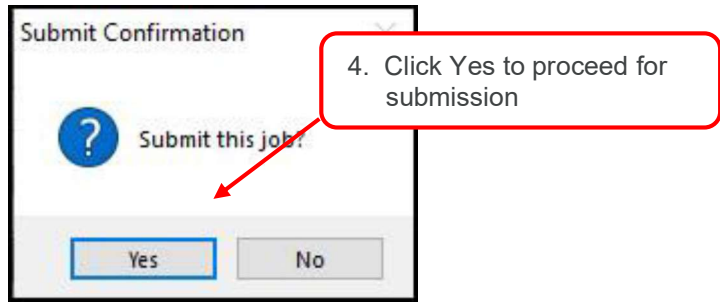 Submit Confirmation
4. Click Yes to proceed for
submission
Submit this job?
Yes
No